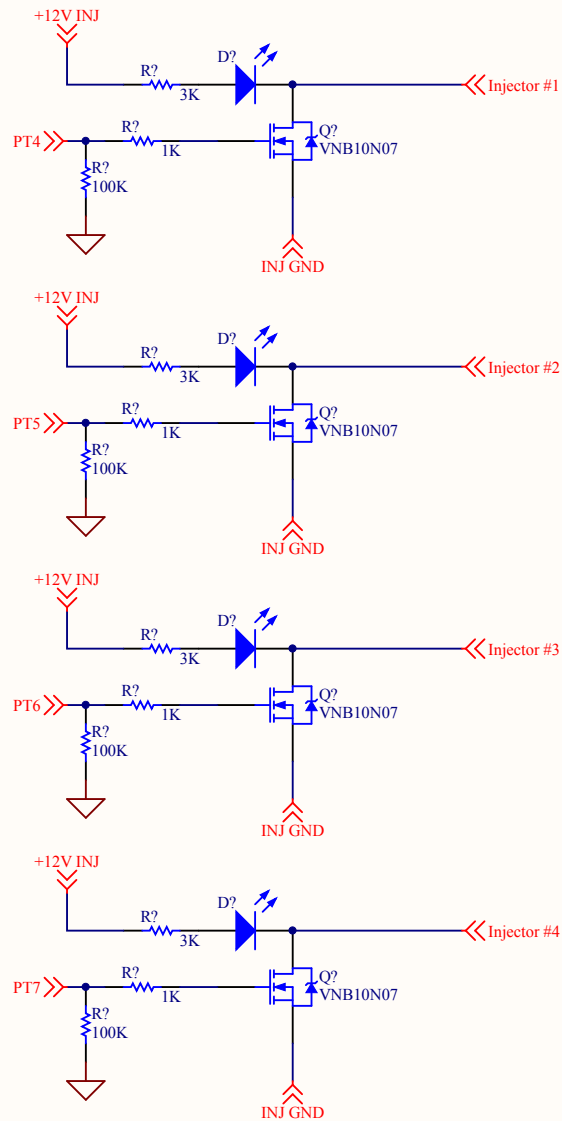 +12V INJ
D?
R?
3K
Injector #1
PT4
R?
1K
Q?
VNB10N07
R?
100K
INJ GND
+12V INJ
D?
R?
3K
Injector #2
PT5
R?
1K
Q?
VNB10N07
R?
100K
INJ GND
+12V INJ
D?
R?
3K
Injector #3
PT6
R?
1K
Q?
VNB10N07
R?
100K
INJ GND
+12V INJ
D?
R?
3K
Injector #4
PT7
R?
1K
Q?
VNB10N07
R?
100K
INJ GND